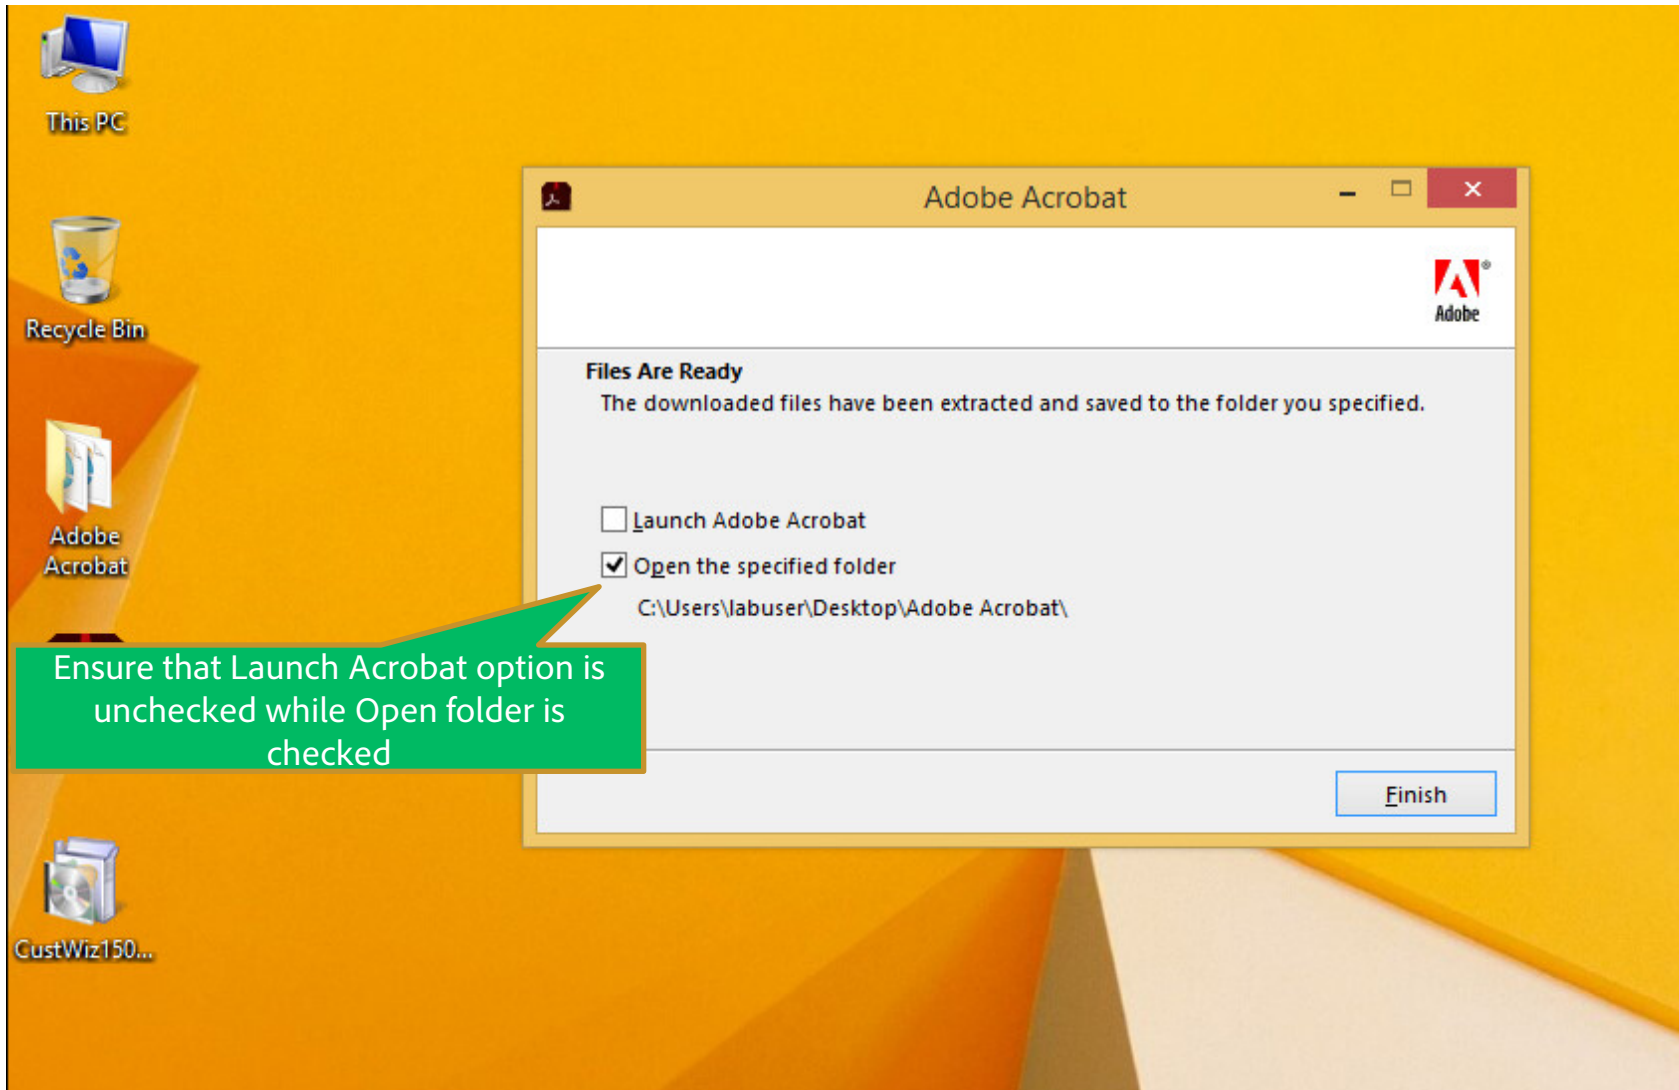 This PC
Recycle Bin
Adobe
Acrobat
CustWiz150...
Adobe Acrobat
Adobe
Files Are Ready
The downloaded files have been extracted and saved to the folder you specified.
Launch Adobe Acrobat
Open the specified folder
C:\Users\labuser\Desktop\Adobe Acrobat\
Ensure that Launch Acrobat option is
unchecked while Open folder is
checked
Finish